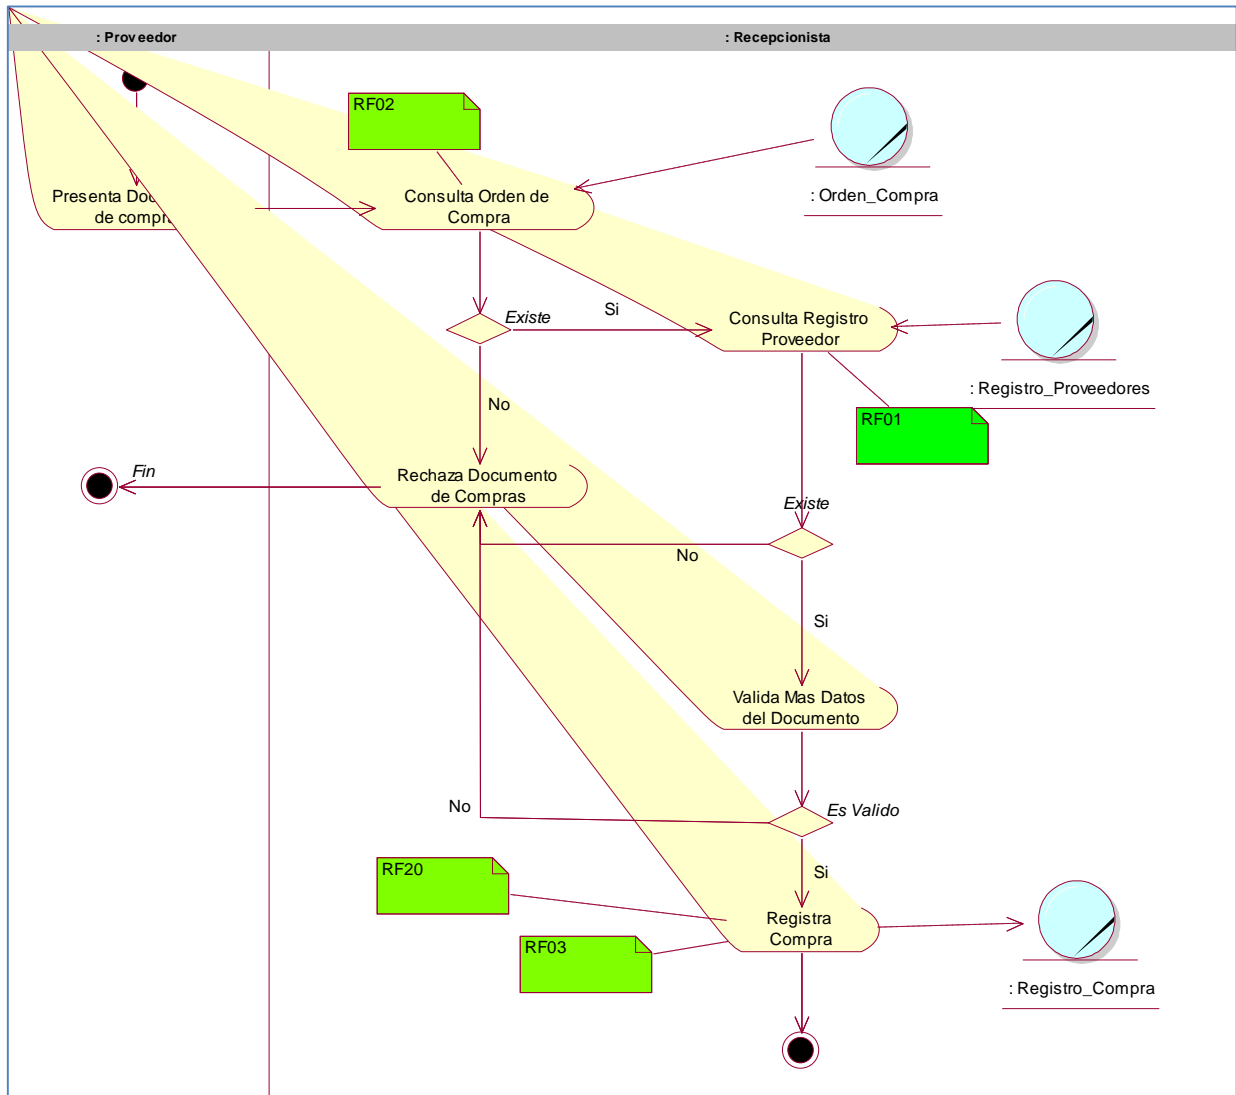 : Proveedor
: Recepcionista
RF02
Presenta
de
Consulta Orden de
Compra
: Orden_Compra
Existe
Si
Consulta Registro
Proveedor
: Registro_Proveedores
No
RF01
Fin
Rechaza Documento
de Compras
Existe
No
Si
Valida Mas Datos
del Documento
No
Es Valido
Si
RF20
Registra
Compra
RF03
: Registro_Compra